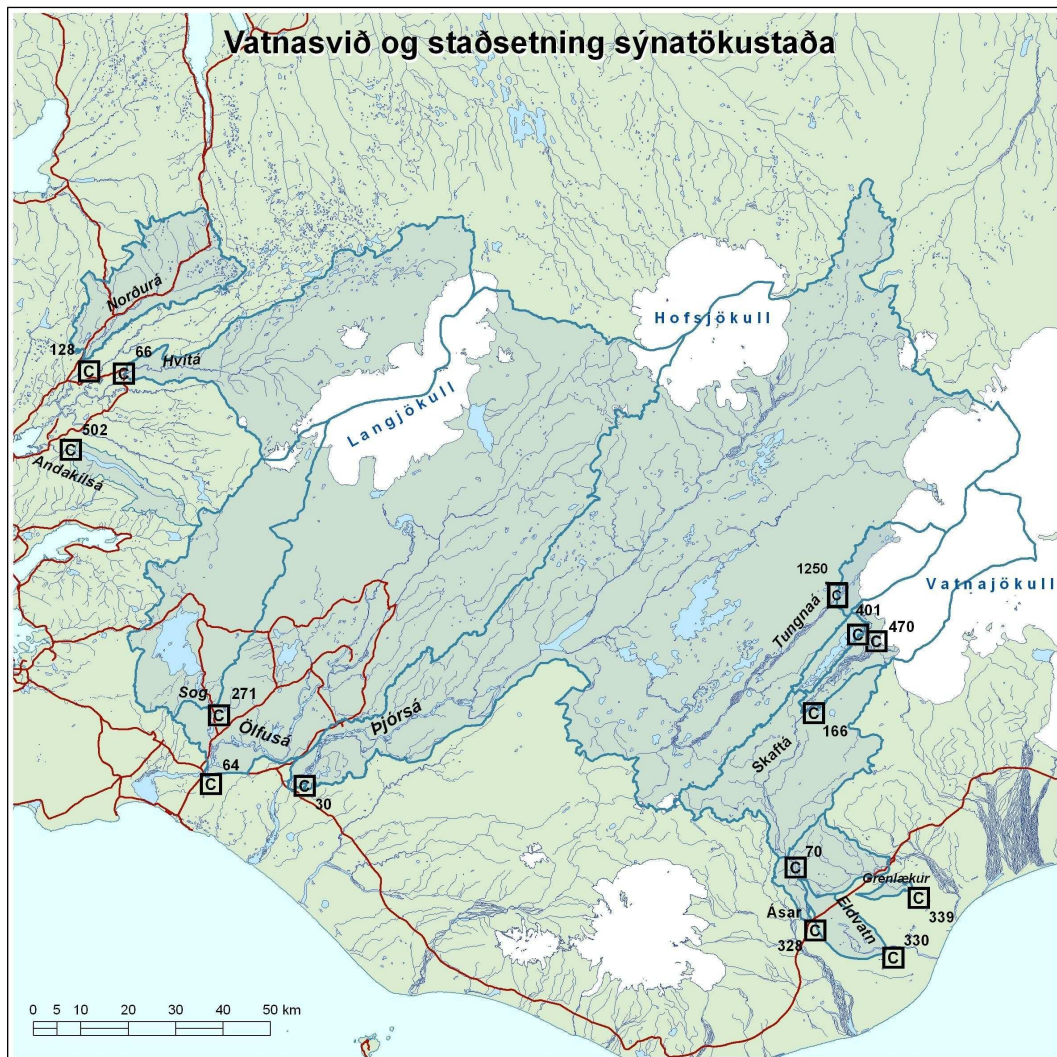 Vatnasvið og staðsetning sýnatökustaða
Norðurá
Hofsjökull
128
C
66
C
Hvítá
Langjökull
502
C
Andakílsá
1250
C
Tungnaá
Vatnajökull
401
C
470
C
Sog
271
C
Ölfusá
Þjórsá
166
C
Skaftá
64
C
30
C
70
C
Grenlækur
339
C
Eldvatn
Ásar
328
C
330
C
0 5 10 20 30 40 50 km